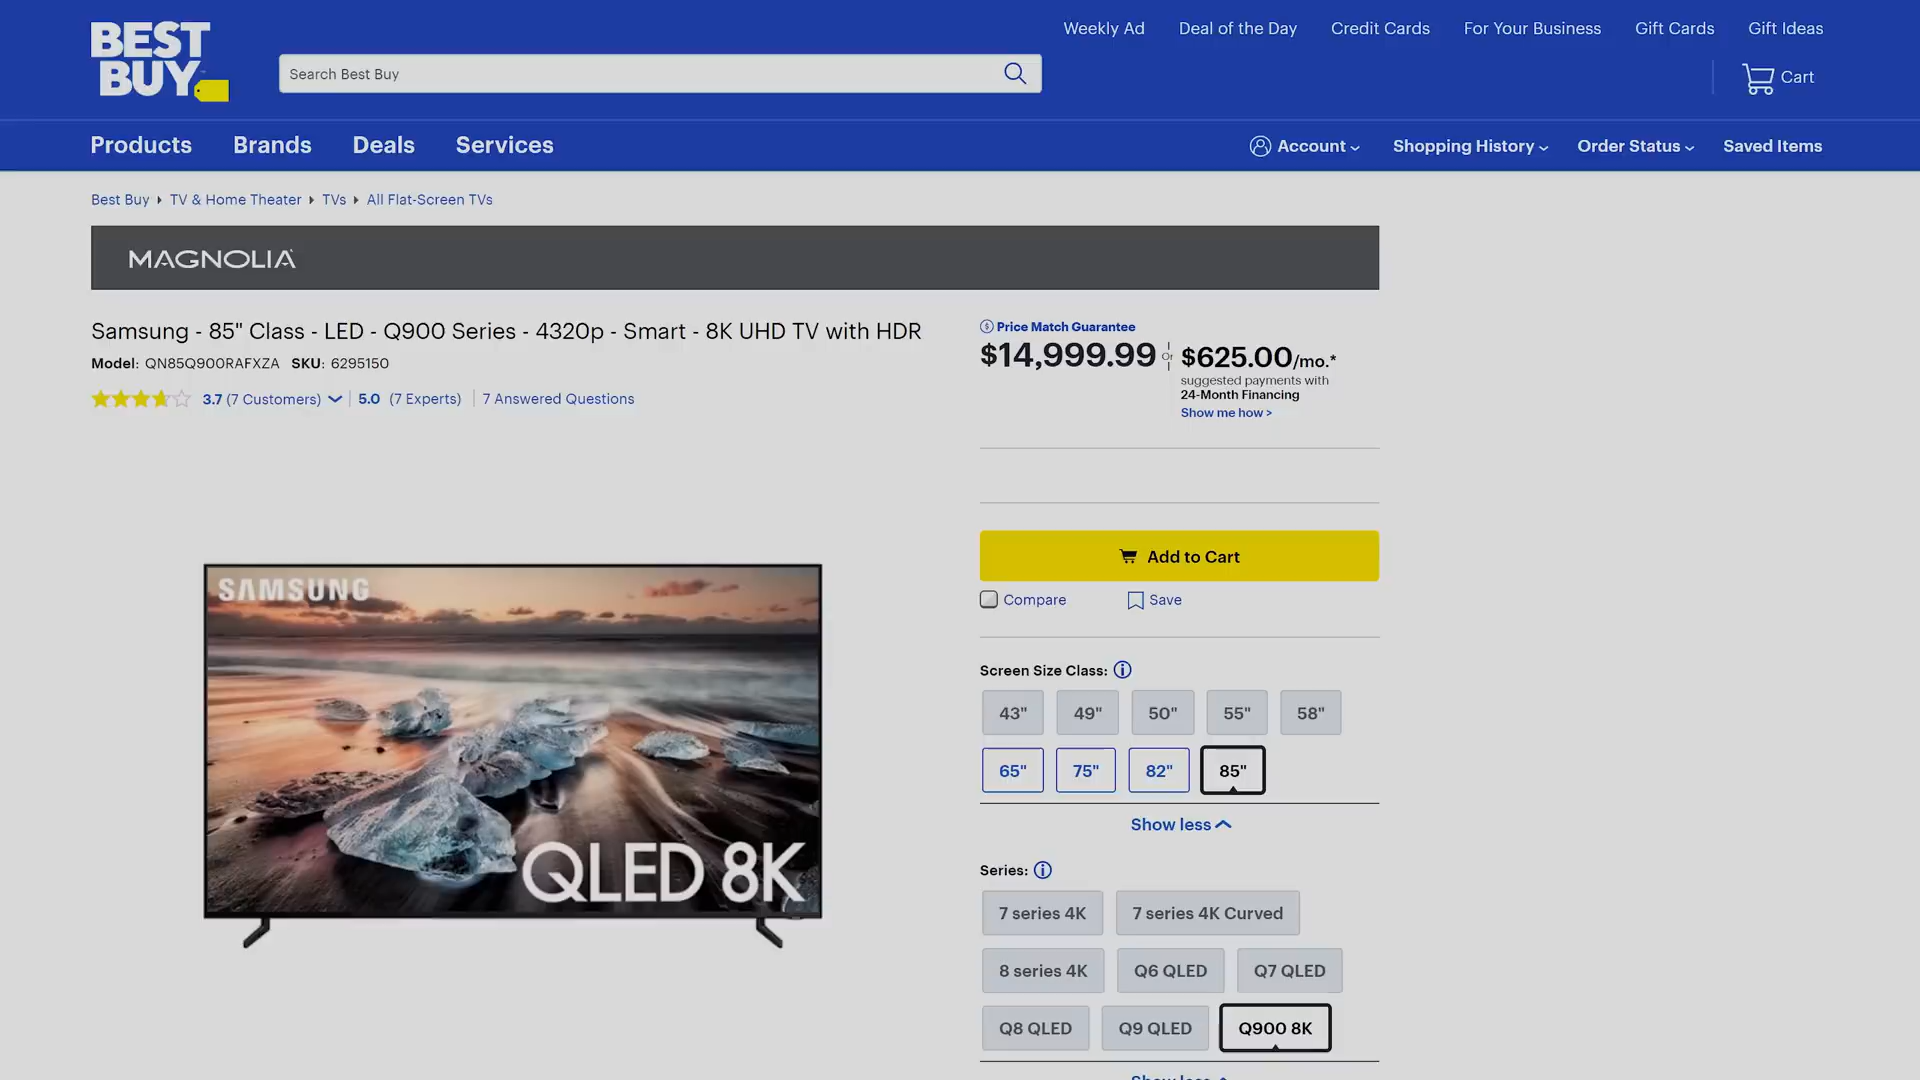 BEST
BUY
Search Best Buy
Weekly Ad
Deal of the Day
Credit Cards
For Your Business
Gift Cards
Gift Ideas
Cart
Products
Brands
Deals
Services
Account
Shopping History
Order Status
Saved Items
Best Buy
TV & Home Theater
TVs
All Flat-Screen TVs
MAGNOLIA
Samsung - 85" Class - LED - Q900 Series - 4320p - Smart - 8K UHD TV with HDR
Model: QN85Q900RAFXZA SKU: 6295150
3.7 (7 Customers)
5.0 (7 Experts)
7 Answered Questions
SAMSUNG
QLED 8K
Price Match Guarantee
$14,999.99
Or
$625.00/mo.*
suggested payments with
24-Month Financing
Show me how >
Add to Cart
Compare
Save
Screen Size Class:
43"
49"
50"
55"
58"
65"
75"
82"
85"
Show less
Series:
7 series 4K
7 series 4K Curved
8 series 4K
Q6 QLED
Q7 QLED
Q8 QLED
Q9 QLED
Q900 8K
Show less